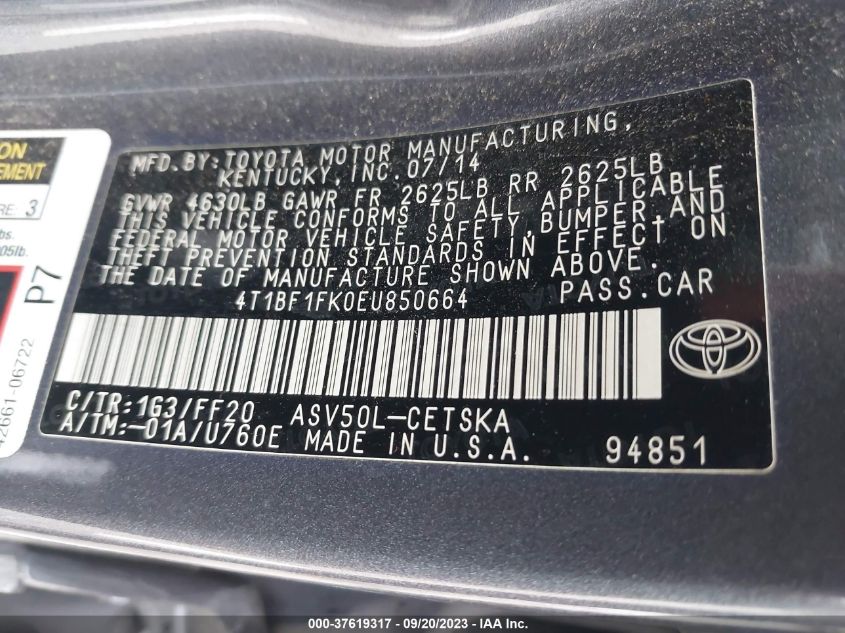 ON
EMENT
RE: 3
bs.
05lb.
P7
42661-06722
MFD.BY:TOYOTA MOTOR MANUFACTURING,
KENTUCKY, INC. 07/14
GVWR 4630LB GAWR FR 2625LB RR 2625LB
THIS VEHICLE CONFORMS TO ALL APPLICABLE
FEDERAL MOTOR VEHICLE SAFETY,BUMPER,AND
THEFT PREVENTION STANDARDS IN EFFECT ON
THE DATE OF MANUFACTURE SHOWN ABOVE.
4T1BF1FK0EU850664 PASS.CAR
C/TR:1G3/FF20 ASV50L-CETSKA
A/TM:-01A/U760E MADE IN U.S.A. 94851
000-37619317 - 09/20/2023 - IAA Inc.